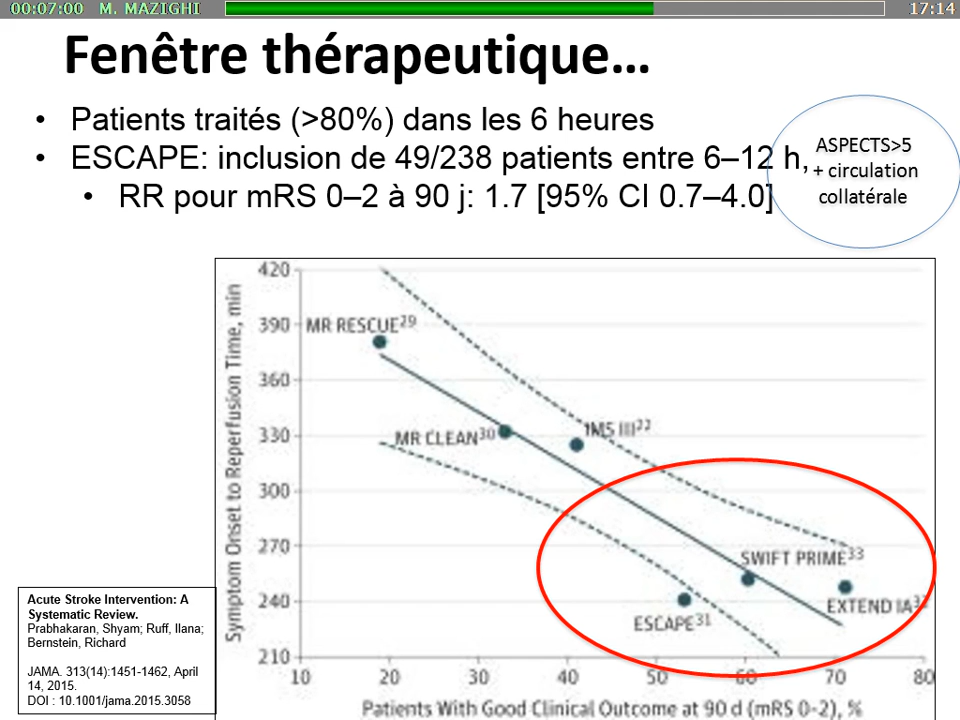 00:07:00 M. MAZIGHI
17:14
Fenêtre thérapeutique...
• Patients traités (>80%) dans les 6 heures
• ESCAPE: inclusion de 49/238 patients entre 6–12 h,
• RR pour mRS 0–2 à 90 j: 1.7 [95% CI 0.7–4.0]
ASPECTS>5
+ circulation
collatérale
Symptom Onset to Reperfusion Time, min
420
390
360
330
300
270
240
210
MR RESCUE29
MR CLEAN30
IMS III22
SWIFT PRIME33
EXTEND IA32
ESCAPE31
10 20 30 40 50 60 70 80
Patients With Good Clinical Outcome at 90 d (mRS 0-2), %
Acute Stroke Intervention: A
Systematic Review.
Prabhakaran, Shyam; Ruff, Ilana;
Bernstein, Richard
JAMA. 313(14):1451-1462, April
14, 2015.
DOI : 10.1001/jama.2015.3058